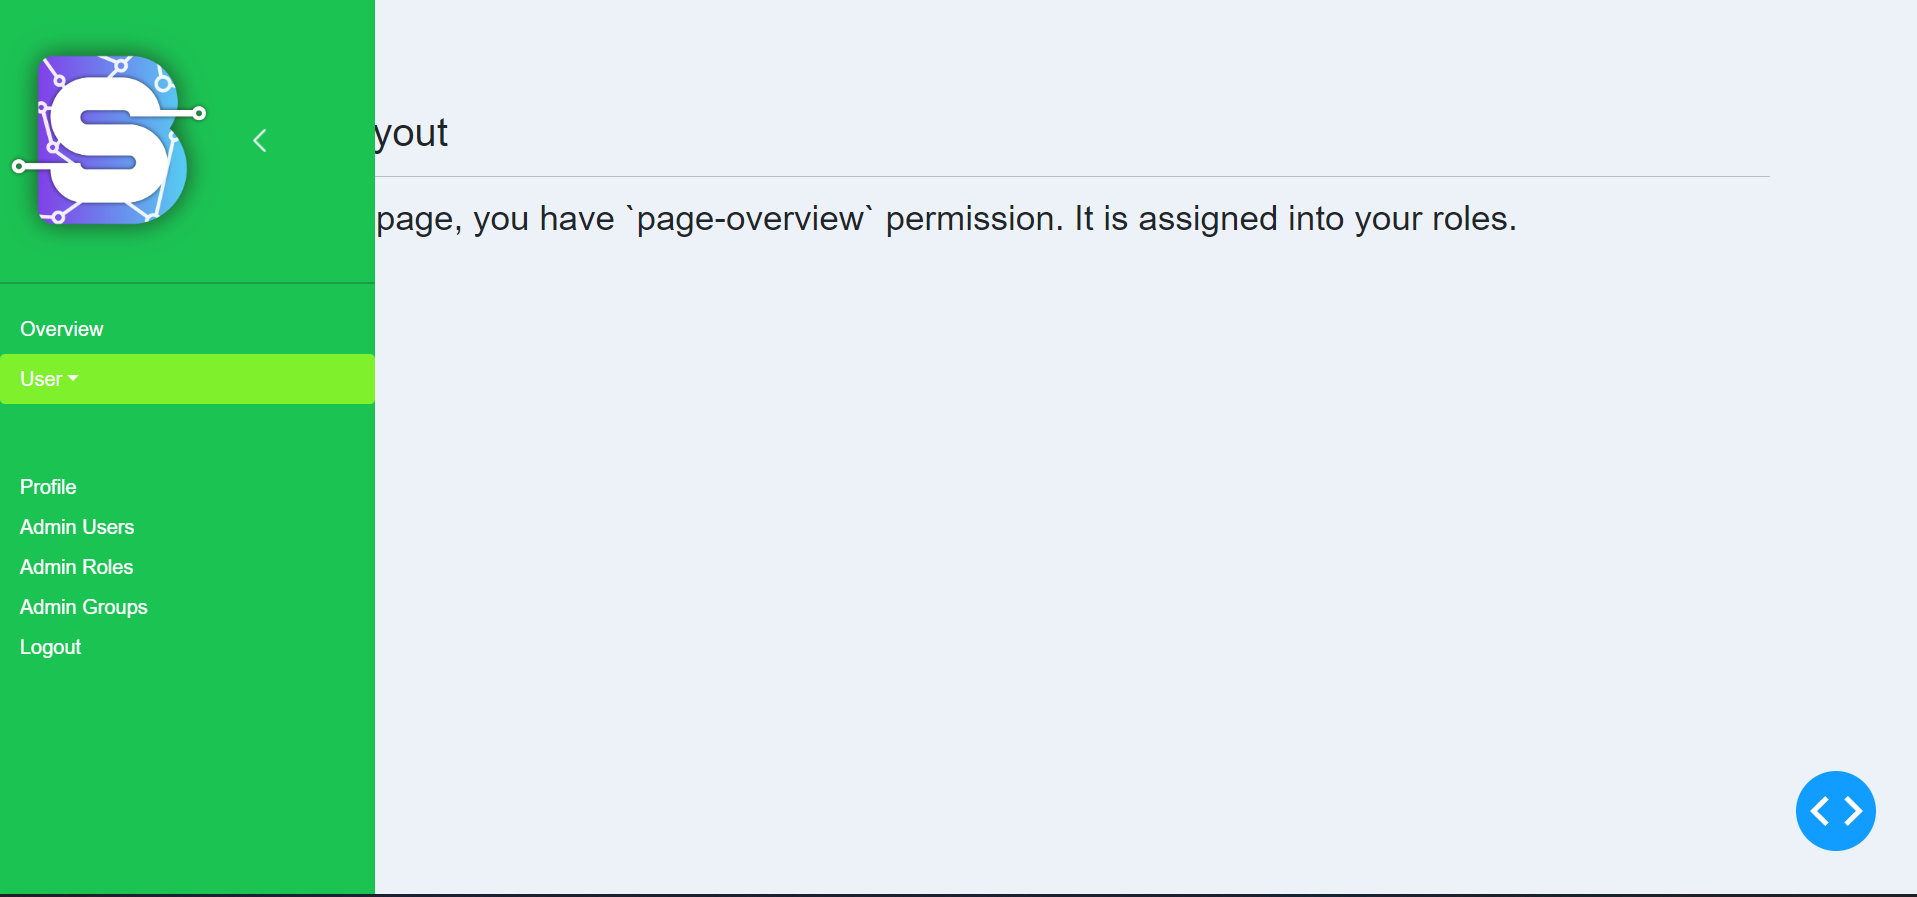 yout
page, you have `page-overview` permission. It is assigned into your roles.
Overview
User
Profile
Admin Users
Admin Roles
Admin Groups
Logout